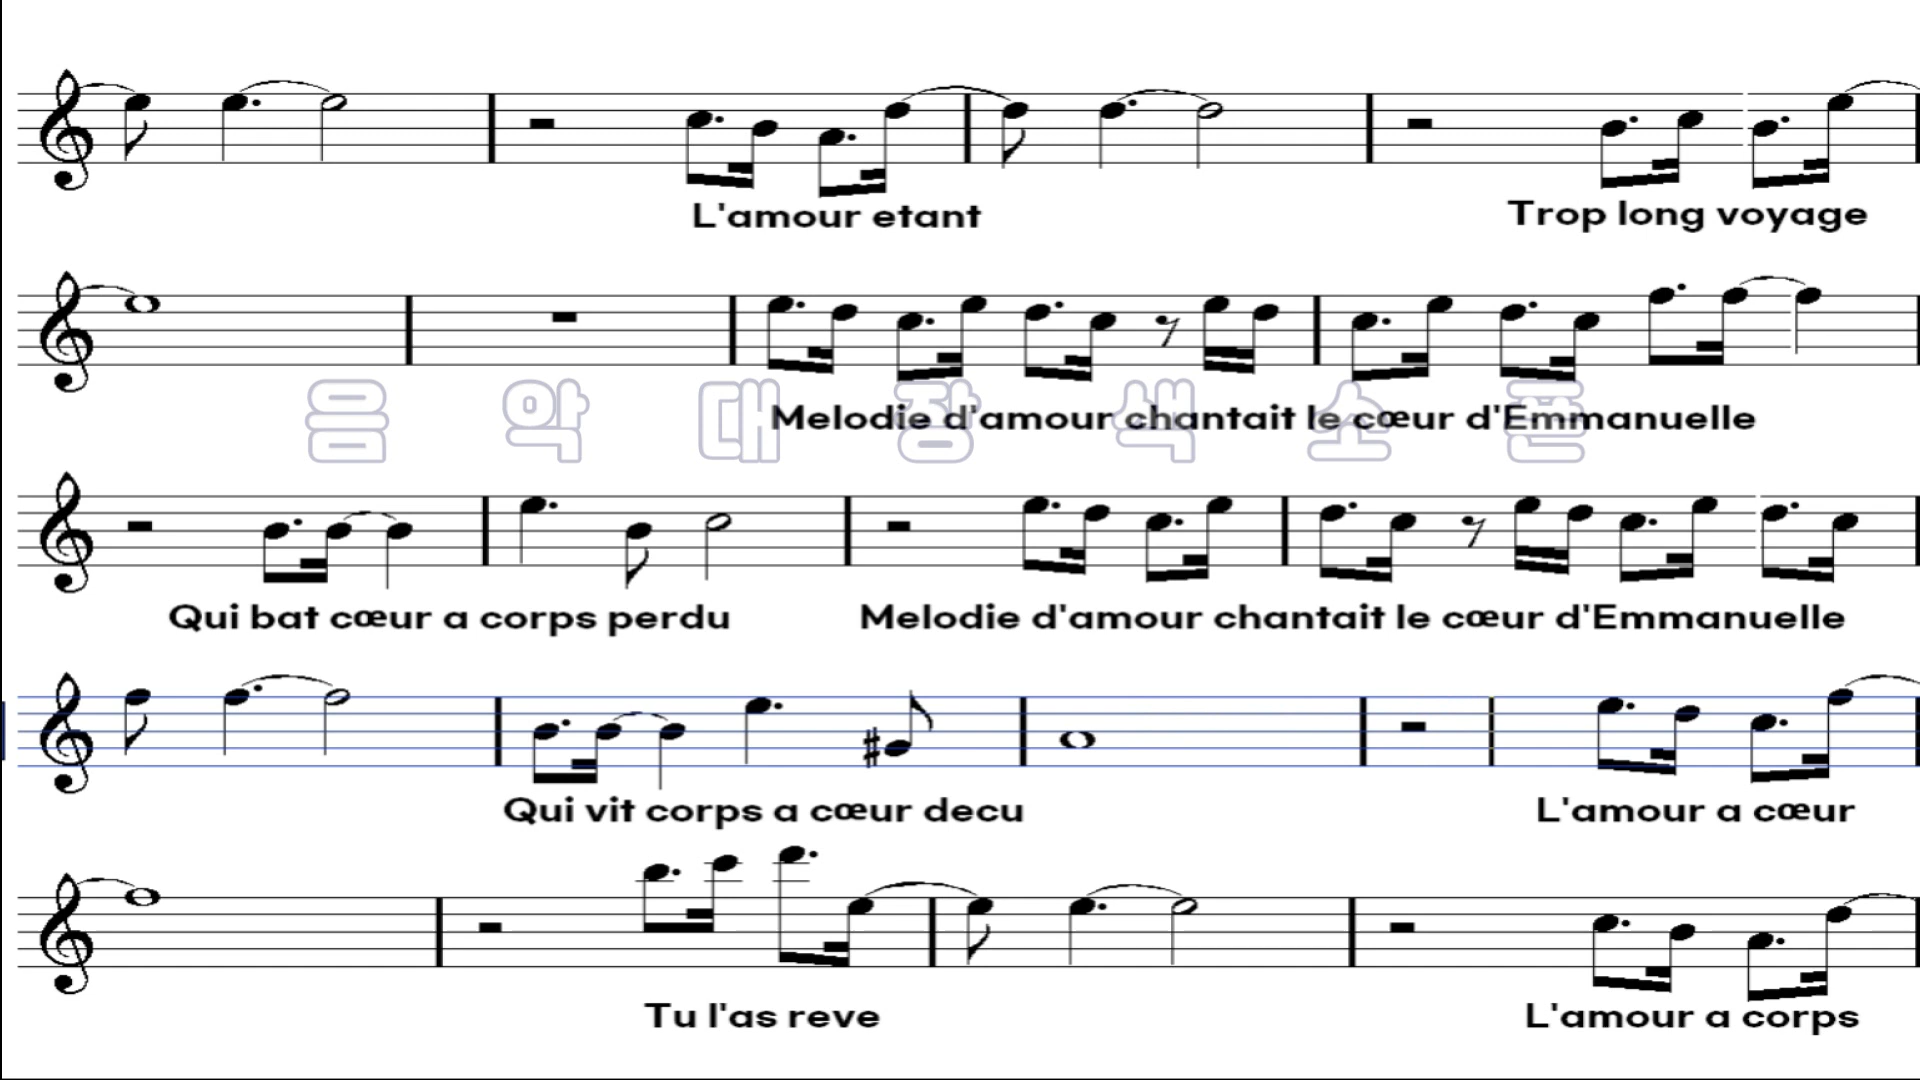 L'amour etant Trop long voyage
Melodie d'amour chantait le cœur d'Emmanuelle
음악대장색소폰
Qui bat cœur a corps perdu Melodie d'amour chantait le cœur d'Emmanuelle
Qui vit corps a cœur decu L'amour a cœur
Tu l'as reve L'amour a corps